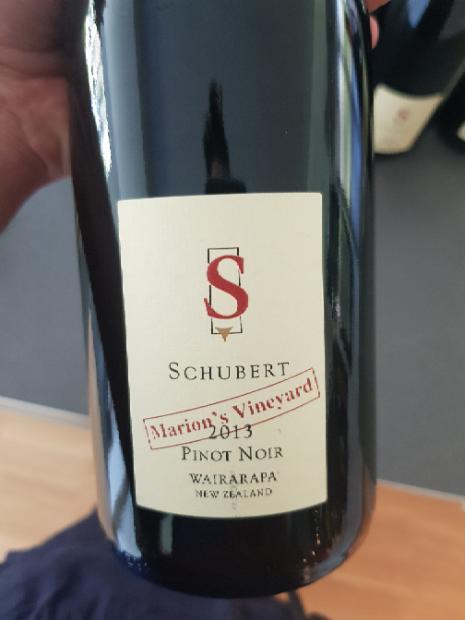 S
SCHUBERT
Marion's Vineyard
2013
PINOT NOIR
WAIRARAPA
NEW ZEALAND